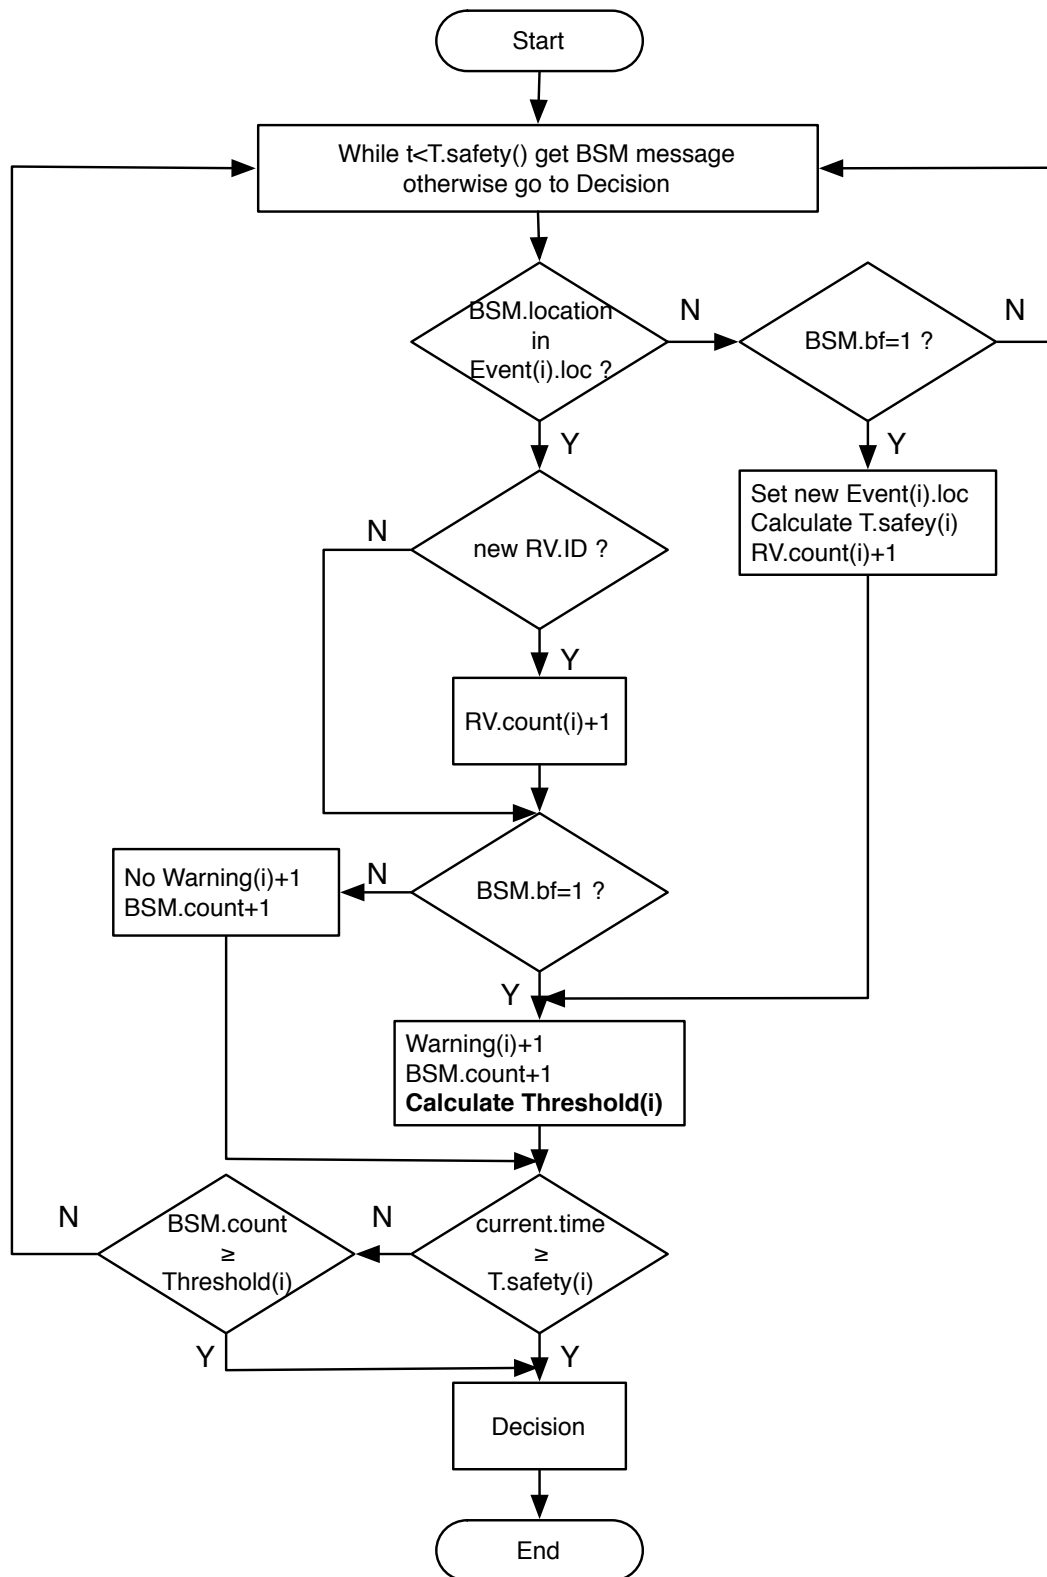 Start
While t<T.safety() get BSM message
otherwise go to Decision
BSM.location
in
Event(i).loc ?
N
BSM.bf=1 ?
N
Y
Y
Set new Event(i).loc
Calculate T.safey(i)
RV.count(i)+1
N
new RV.ID ?
Y
RV.count(i)+1
No Warning(i)+1
BSM.count+1
N
BSM.bf=1 ?
Y
Warning(i)+1
BSM.count+1
Calculate Threshold(i)
N
BSM.count
≥
Threshold(i)
N
current.time
≥
T.safety(i)
Y
Y
Decision
End